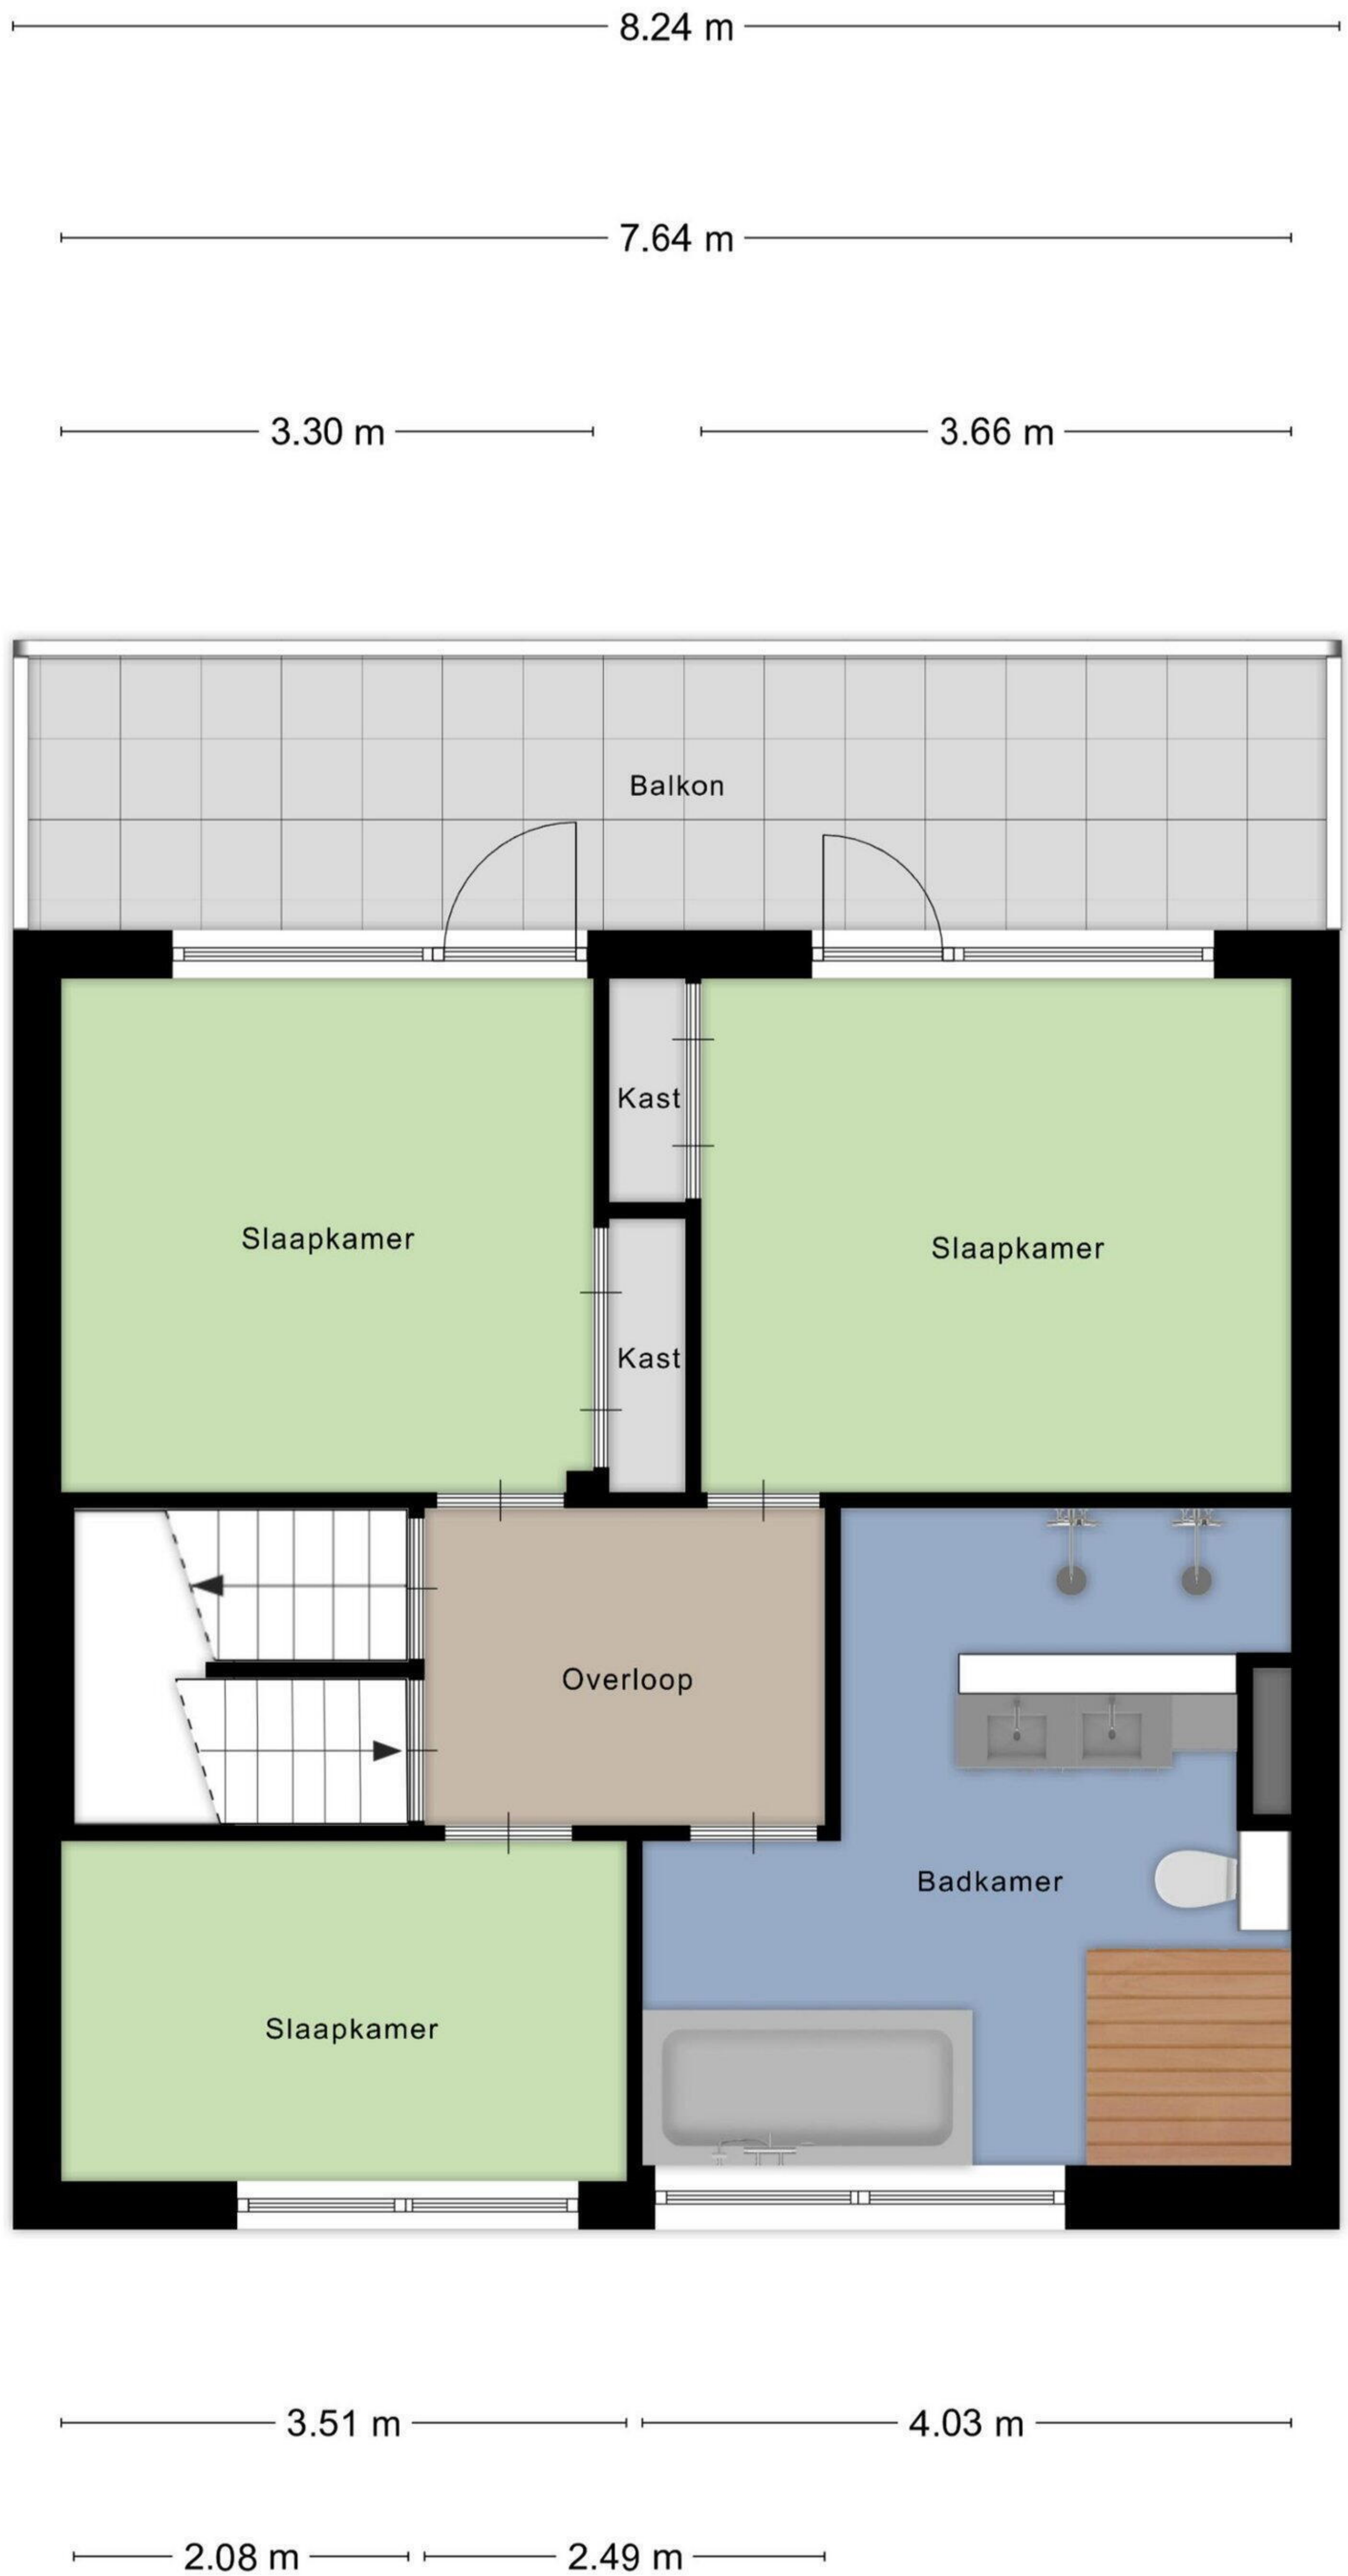 8.24 m
7.64 m
3.30 m
3.66 m
Balkon
Kast
Slaapkamer
Slaapkamer
Kast
Overloop
Badkamer
Slaapkamer
3.51 m
4.03 m
2.08 m
2.49 m